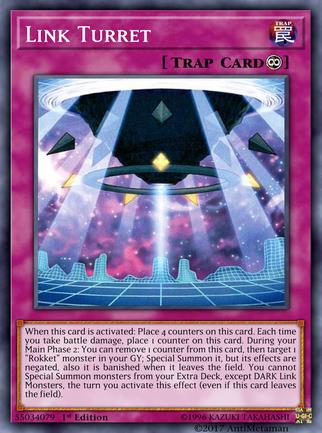 Link Turret
TRAP
罠
[Trap Card]
When this card is activated: Place 4 counters on this card. Each time
you take battle damage, place 1 counter on this card. During your
Main Phase 2: You can remove 1 counter from this card, then target 1
"Rokket" monster in your GY; Special Summon it, but its effects are
negated, also it is banished when it leaves the field. You cannot
Special Summon monsters from your Extra Deck, except DARK Link
Monsters, the turn you activate this effect (even if this card leaves
the field).
55034079
1st Edition
©1996 KAZUKI TAKAHASHI
©2017 AntiMetaman